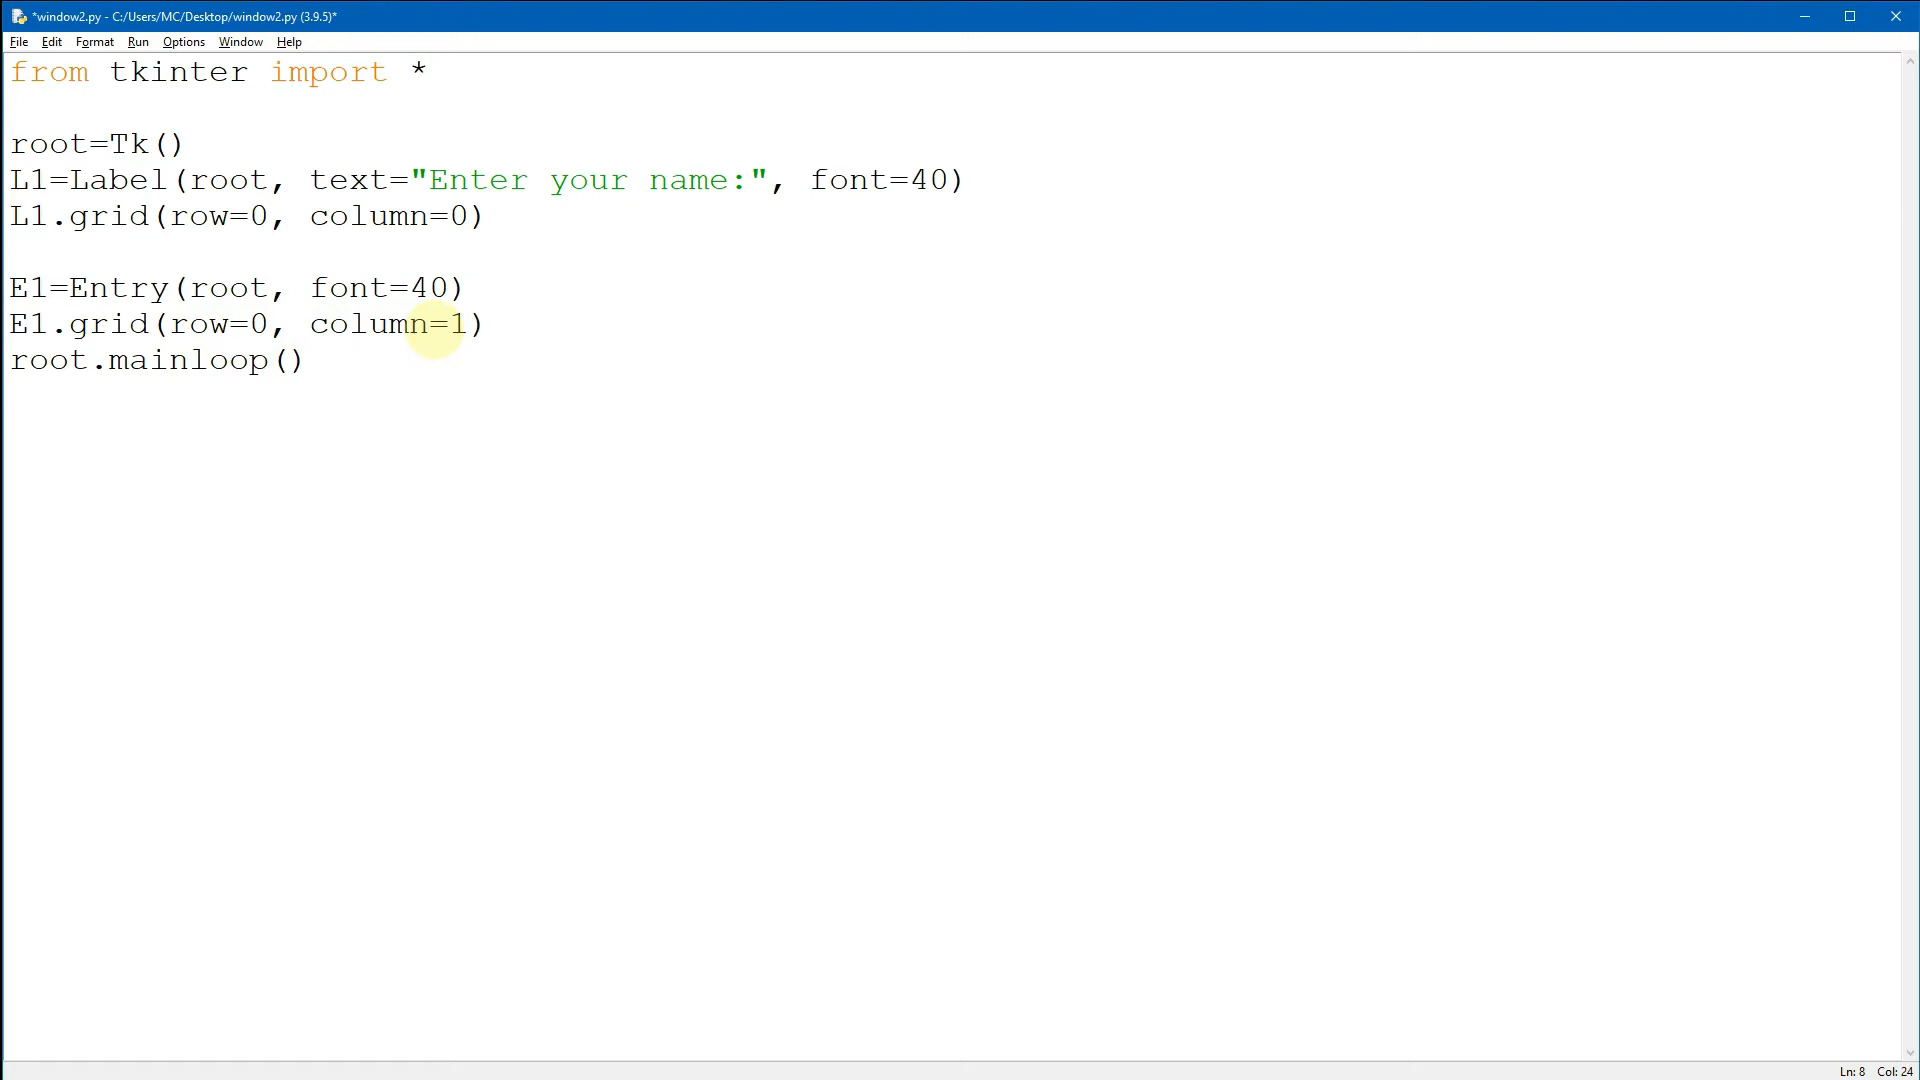 *window2.py - C:/Users/MC/Desktop/window2.py (3.9.5)*
File Edit Format Run Options Window Help
from tkinter import *
root=Tk()
L1=Label(root, text="Enter your name:", font=40)
L1.grid(row=0, column=0)
E1=Entry(root, font=40)
E1.grid(row=0, column=1)
root.mainloop()
Ln: 8 Col: 24